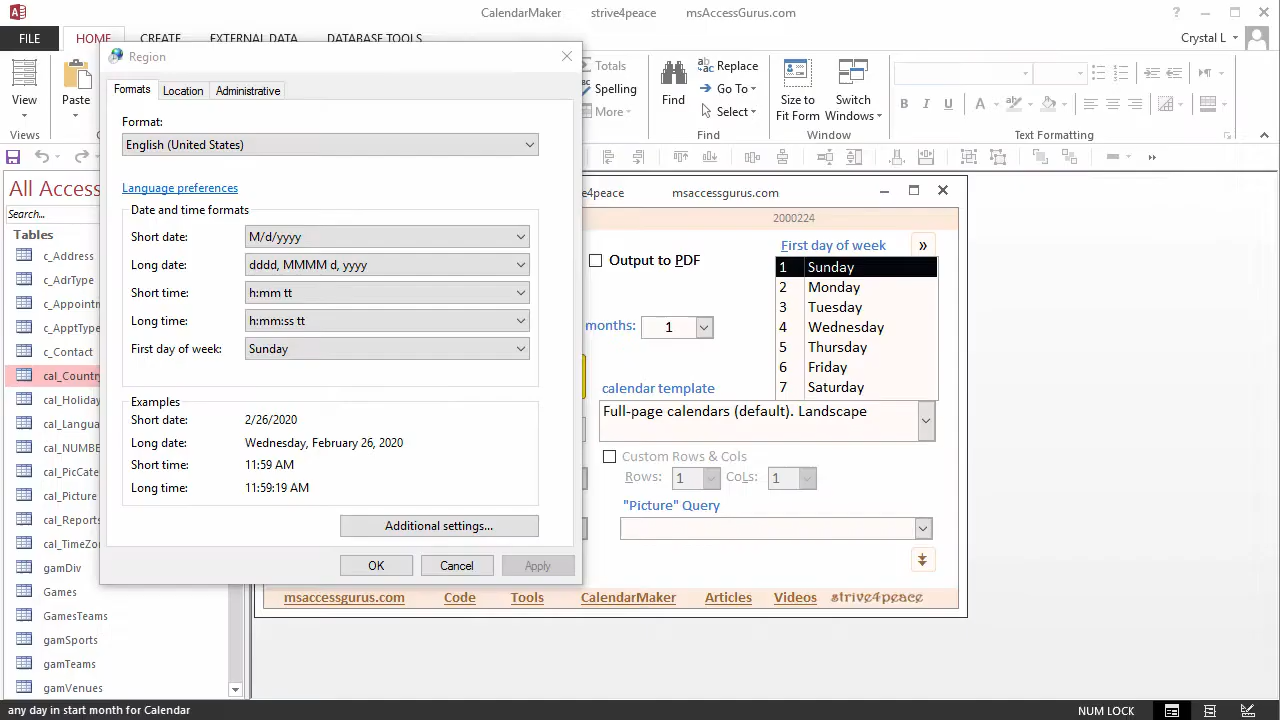 CalendarMaker strive4peace msAccessGurus.com
?
FILE HOME CREATE EXTERNAL DATA DATABASE TOOLS
Crystal L
Region
Formats Location Administrative
Format:
English (United States)
Language preferences
Date and time formats
Short date: M/d/yyyy
Long date: dddd, MMMM d, yyyy
Short time: h:mm tt
Long time: h:mm:ss tt
First day of week: Sunday
Examples
Short date: 2/26/2020
Long date: Wednesday, February 26, 2020
Short time: 11:59 AM
Long time: 11:59:19 AM
Additional settings...
OK Cancel Apply
View
Views
Paste
Totals
Spelling
More
Find
Replace
Go To
Select
Find
Size to
Fit Form
Switch
Windows
Window
B I U A
Text Formatting
All Access
Search...
Tables
c_Address
c_AdrType
c_Appointm
c_ApptType
c_Contact
cal_Country
cal_Holiday
cal_Langua
cal_NUMBE
cal_PicCate
cal_Picture
cal_Reports
cal_TimeZo
gamDiv
Games
GamesTeams
gamSports
gamTeams
gamVenues
e4peace msaccessgurus.com
2000224
First day of week »
Output to PDF
1 Sunday
2 Monday
3 Tuesday
4 Wednesday
5 Thursday
6 Friday
7 Saturday
months: 1
calendar template
Full-page calendars (default). Landscape
Custom Rows & Cols
Rows: 1 CoLs: 1
"Picture" Query
msaccessgurus.com Code Tools CalendarMaker Articles Videos strive4peace
any day in start month for Calendar
NUM LOCK